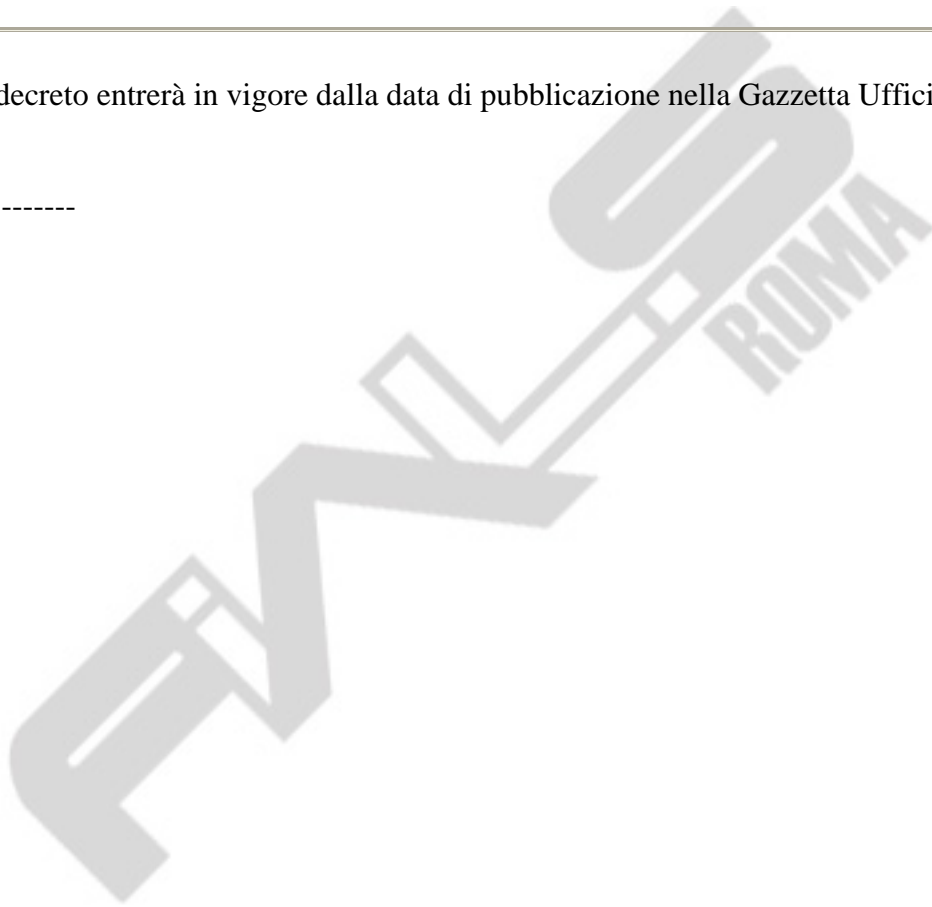 decreto entrerà in vigore dalla data di pubblicazione nella Gazzetta Uffici
-------
FIALS
ROMA